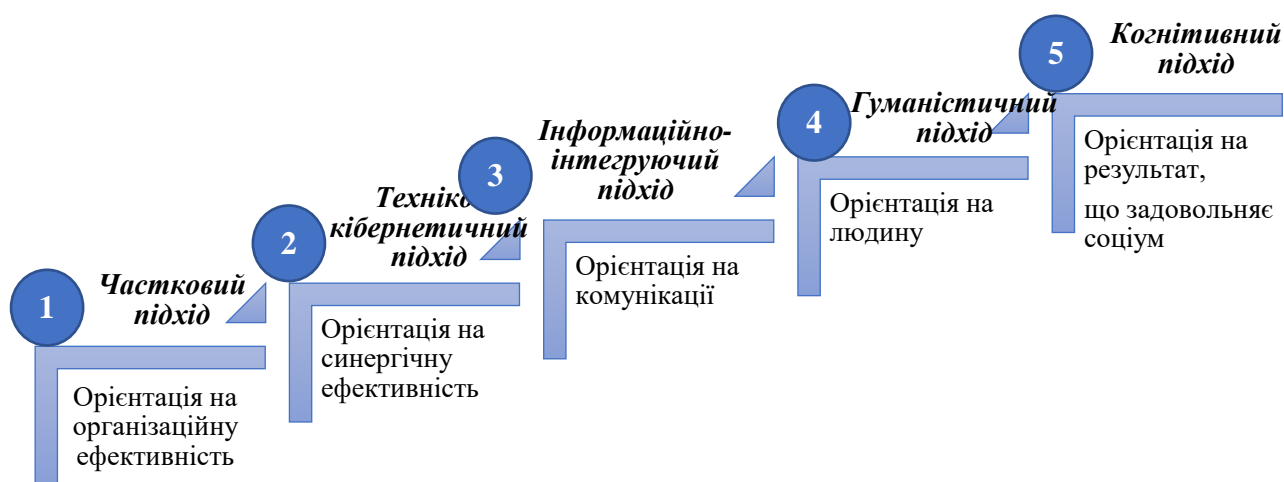 1
Частковий
підхід
Орієнтація на
організаційну
ефективність
2
Техніко
кібернетичний
підхід
Орієнтація на
синергічну
ефективність
3
Інформаційно-
інтегруючий
підхід
Орієнтація на
комунікації
4
Гуманістичний
підхід
Орієнтація на
людину
5
Когнітивний
підхід
Орієнтація на
результат,
що задовольняє
соціум